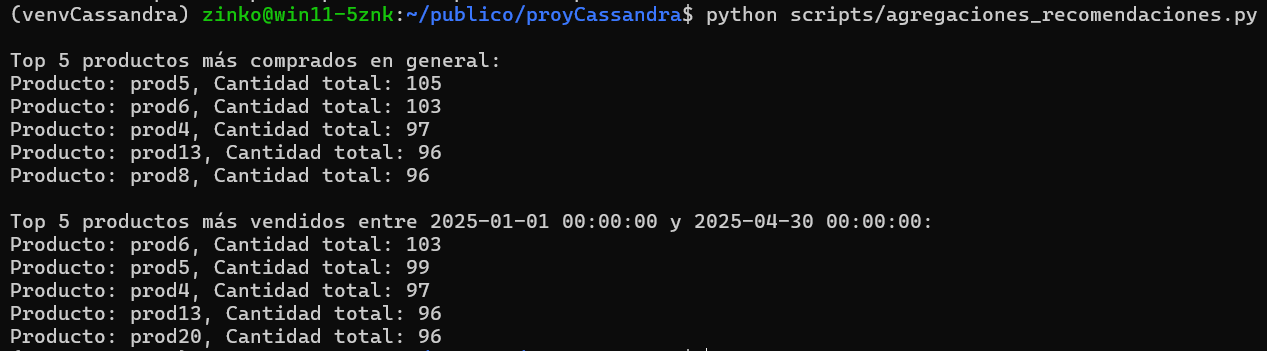 (venvCassandra) zinko@win11-5znk:~/publico/proyCassandra$ python scripts/agregaciones_recomendaciones.py
Top 5 productos más comprados en general:
Producto: prod5, Cantidad total: 105
Producto: prod6, Cantidad total: 103
Producto: prod4, Cantidad total: 97
Producto: prod13, Cantidad total: 96
Producto: prod8, Cantidad total: 96
Top 5 productos más vendidos entre 2025-01-01 00:00:00 y 2025-04-30 00:00:00:
Producto: prod6, Cantidad total: 103
Producto: prod5, Cantidad total: 99
Producto: prod4, Cantidad total: 97
Producto: prod13, Cantidad total: 96
Producto: prod20, Cantidad total: 96